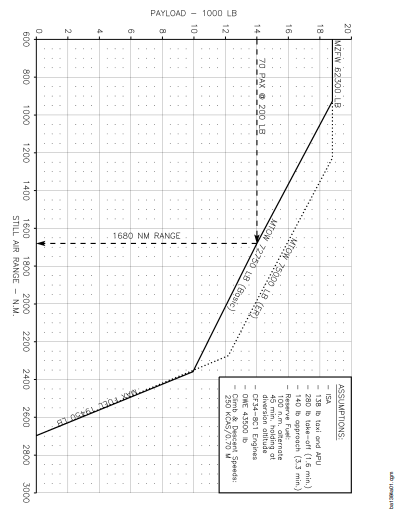 PAYLOAD – 1000 LB
0 2 4 6 8 10 12 14 16 18 20
600
800
1000
1200
1400
1600
1800
2000
2200
2400
2600
2800
3000
STILL AIR RANGE – N.M.
MZFW 62300 LB
70 PAX @ 200 LB
1680 NM RANGE
MTOW 72750 LB (Basic)
MTOW 75000 LB (ER)
MAX FUEL 19450 LB
ASSUMPTIONS:
– ISA
– 138 lb taxi and APU
– 280 lb take-off (1.6 min)
– 140 lb approach (3.3 min)
– Reserve Fuel:
100 n.m. alternate
45 min. holding at
diversion altitude
– CF34–8C1 Engines
– OWE 43500 lb
– Climb & Descent Speeds:
250 KCAS/0.70 M